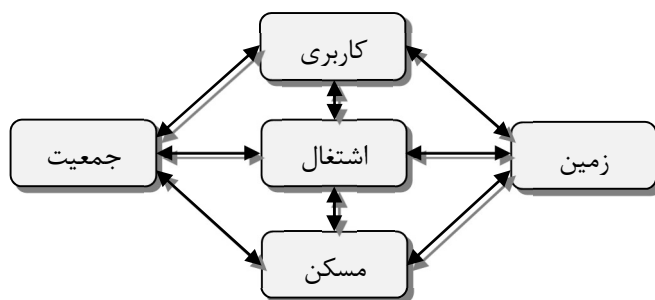 کاربری
زمین
اشتغال
جمعیت
مسکن